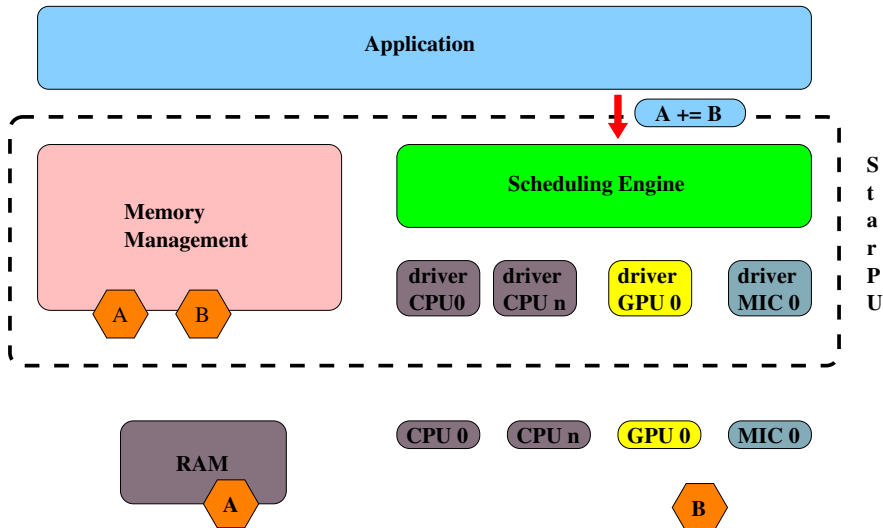 Application
A += B
Scheduling Engine
Memory
Management
driver
CPU0
driver
CPU n
driver
GPU 0
driver
MIC 0
A
B
StarPU
CPU 0
CPU n
GPU 0
MIC 0
RAM
A
B